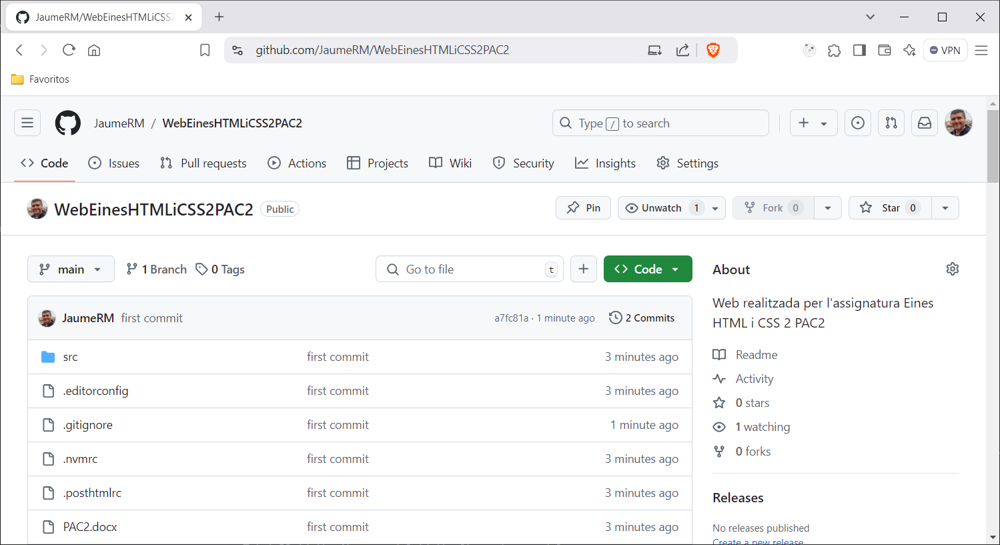 JaumeRM/WebEinesHTMLiCSS2
github.com/JaumeRM/WebEinesHTMLiCSS2PAC2
VPN
Favoritos
JaumeRM / WebEinesHTMLiCSS2PAC2
Type / to search
Code Issues Pull requests Actions Projects Wiki Security Insights Settings
WebEinesHTMLiCSS2PAC2 Public
Pin Unwatch 1 Fork 0 Star 0
main 1 Branch 0 Tags Go to file t Code
JaumeRM first commit a7fc81a · 1 minute ago 2 Commits
src first commit 3 minutes ago
.editorconfig first commit 3 minutes ago
.gitignore first commit 1 minute ago
.nvmrc first commit 3 minutes ago
.posthtmlrc first commit 3 minutes ago
PAC2.docx first commit 3 minutes ago
About
Web realitzada per l'assignatura Eines
HTML i CSS 2 PAC2
Readme
Activity
0 stars
1 watching
0 forks
Releases
No releases published
Create a new release